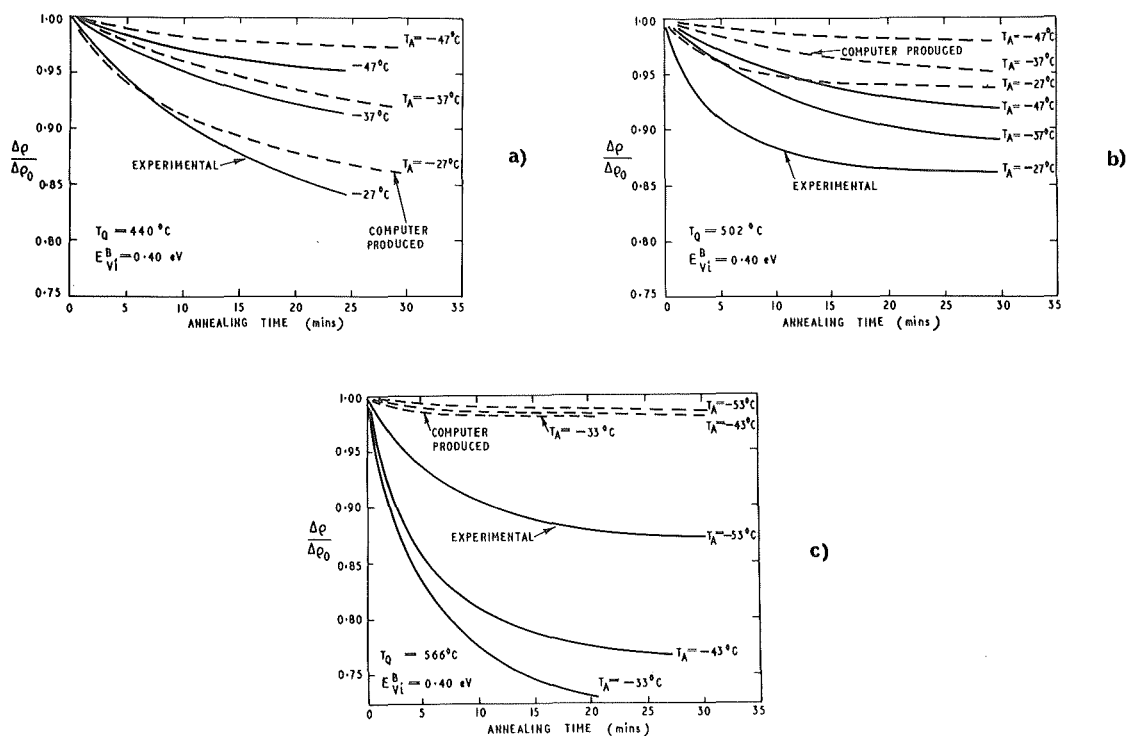 1·00
0·95
0·90
0·85
0·80
0·75
Δρ
Δρ₀
T_A=−47°C
−47°C
T_A=−37°C
−37°C
T_A=−27°C
−27°C
EXPERIMENTAL
COMPUTER
PRODUCED
T_Q = 440°C
E^B_Vi = 0·40 eV
0 5 10 15 20 25 30 35
ANNEALING TIME (mins)
a)
1·00
0·95
0·90
0·85
0·80
0·75
Δρ
Δρ₀
T_A=−47°C
COMPUTER PRODUCED
T_A=−37°C
T_A=−27°C
T_A=−47°C
T_A=−37°C
T_A=−27°C
EXPERIMENTAL
T_Q = 502 °C
E^B_Vi = 0·40 eV
0 5 10 15 20 25 30 35
ANNEALING TIME (mins)
b)
1·00
0·95
0·90
0·85
0·80
0·75
Δρ
Δρ₀
T_A=−53°C
T_A=−43°C
COMPUTER
PRODUCED
T_A=−33°C
EXPERIMENTAL
T_A=−53°C
T_A=−43°C
T_A=−33°C
T_Q = 566°C
E^B_Vi = 0·40 eV
0 5 10 15 20 25 30 35
ANNEALING TIME (mins)
c)